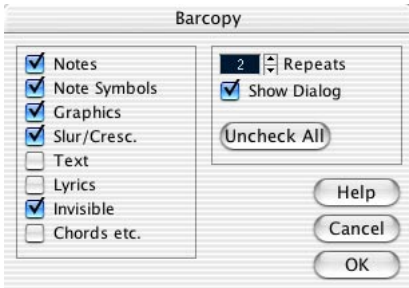 Barcopy
Notes
Note Symbols
Graphics
Slur/Cresc.
Text
Lyrics
Invisible
Chords etc.
2 Repeats
Show Dialog
Uncheck All
Help
Cancel
OK